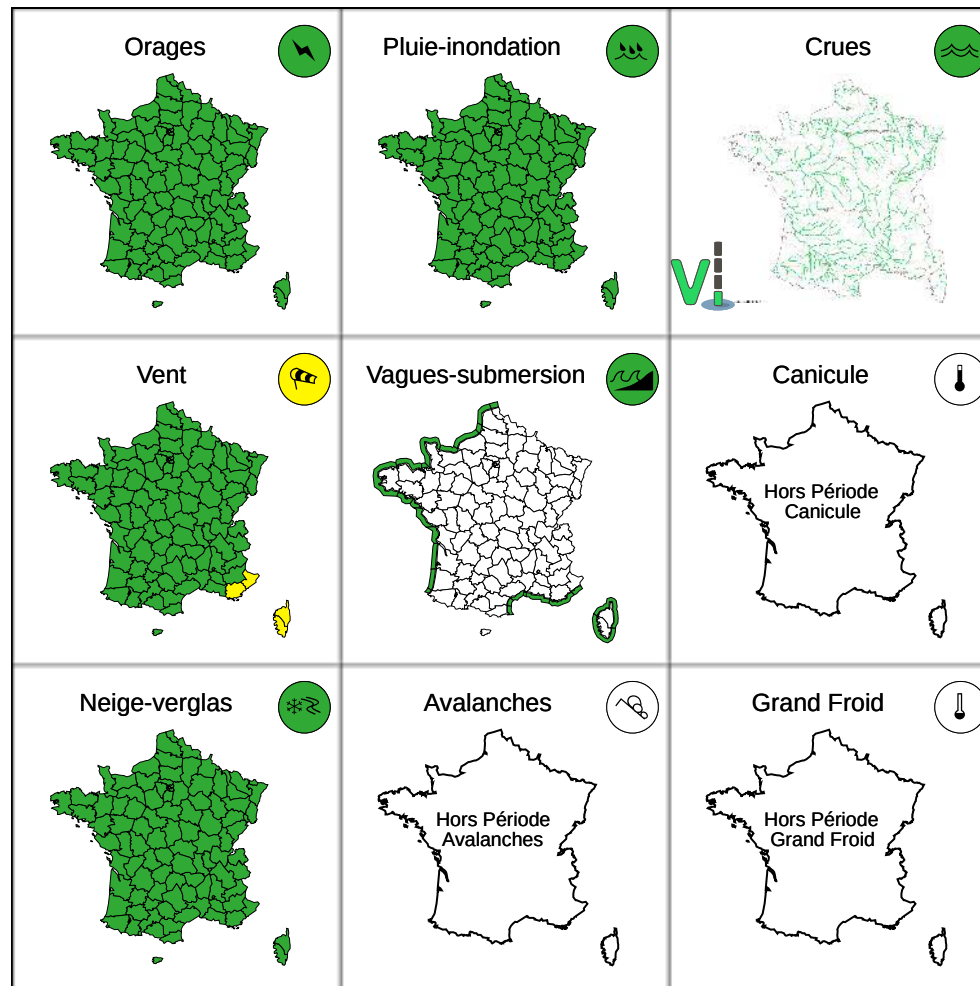 Orages
Pluie-inondation
Crues
Vi
Vent
Vagues-submersion
Canicule
Hors Période
Canicule
Neige-verglas
Avalanches
Hors Période
Avalanches
Grand Froid
Hors Période
Grand Froid